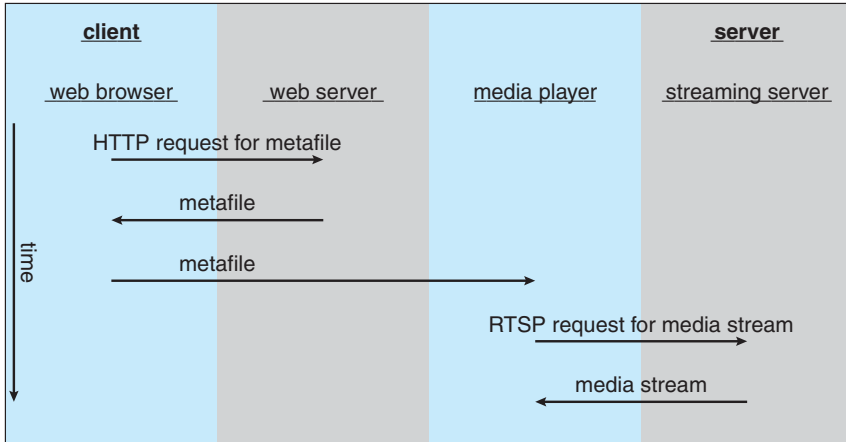 client
server
web browser
web server
media player
streaming server
HTTP request for metafile
metafile
metafile
time
RTSP request for media stream
media stream